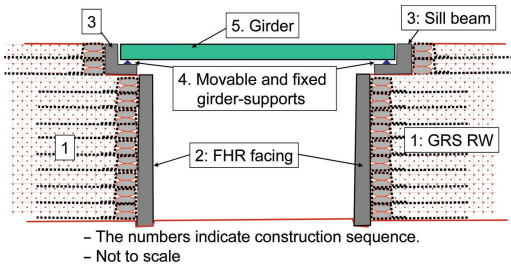 3
5. Girder
3: Sill beam
4. Movable and fixed
girder-supports
1
1: GRS RW
2: FHR facing
– The numbers indicate construction sequence.
– Not to scale